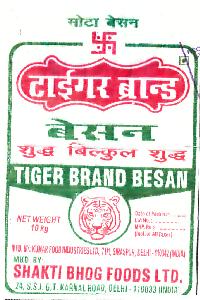 मोटा बेसन
टाईगर ब्रान्ड
बेसन
शुद्ध बिल्कुल शुद्ध
TIGER BRAND BESAN
NET WEIGHT
10 kg
MKD. BY:
SHAKTI BHOG FOODS LTD.
24, S.S.I. G.T. KARNAL ROAD, DELHI - 110033 (INDIA)